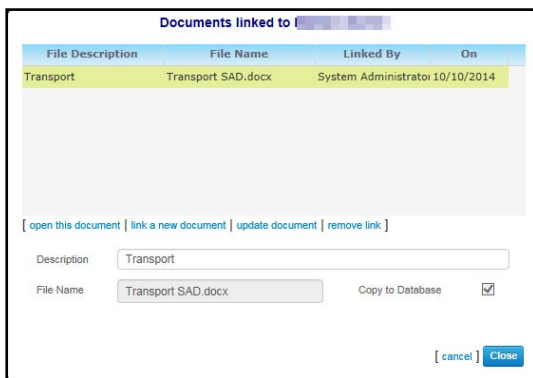 Documents linked to
File Description File Name Linked By On
Transport Transport SAD.docx System Administrator 10/10/2014
[ open this document | link a new document | update document | remove link ]
Description Transport
File Name Transport SAD.docx Copy to Database
[ cancel ] Close